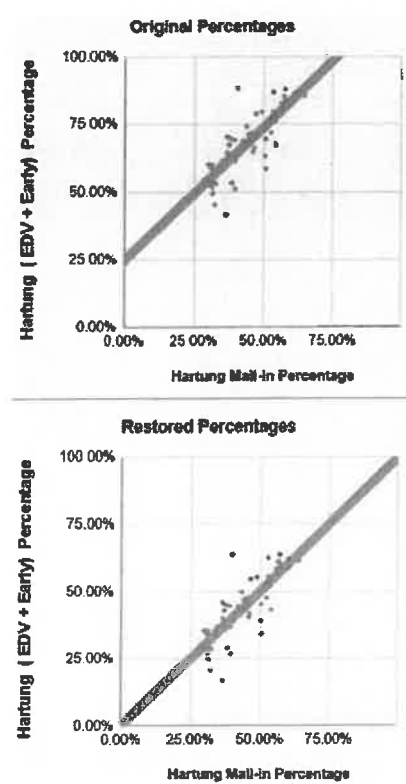 Original Percentages
100.00%
75.00%
50.00%
25.00%
0.00%
Hartung ( EDV + Early) Percentage
0.00% 25.00% 50.00% 75.00%
Hartung Mail-In Percentage
Restored Percentages
100.00%
75.00%
50.00%
25.00%
0.00%
Hartung ( EDV + Early) Percentage
0.00% 25.00% 50.00% 75.00%
Hartung Mail-In Percentage